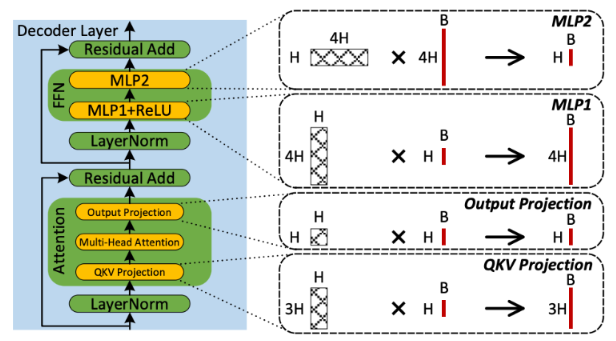 Decoder Layer
Residual Add
MLP2
MLP1+ReLU
FFN
LayerNorm
Residual Add
Output Projection
Multi-Head Attention
QKV Projection
Attention
LayerNorm
MLP2
4H
B
B
H
×
4H
H
MLP1
H
B
B
4H
×
H
4H
Output Projection
H
B
B
H
×
H
H
QKV Projection
H
B
B
3H
×
H
3H